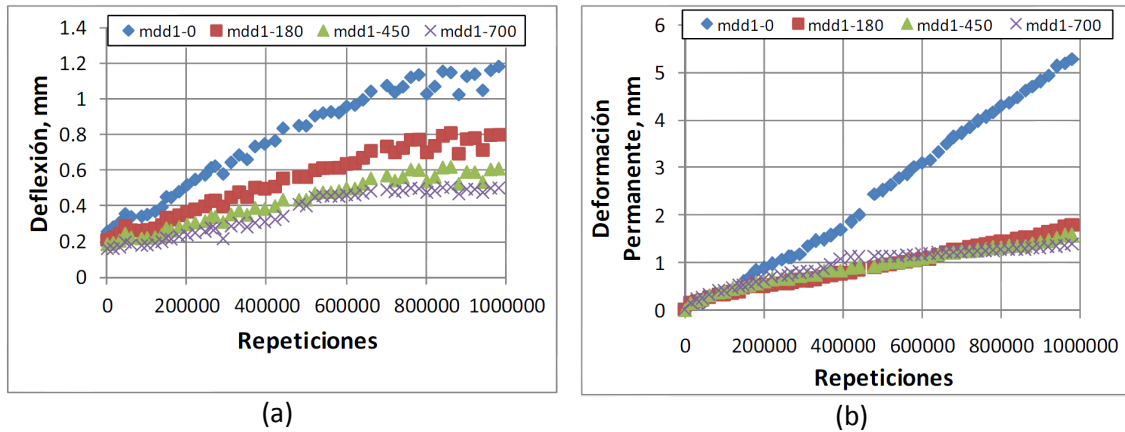 mdd1-0 mdd1-180 mdd1-450 mdd1-700
Deflexión, mm
1.4
1.2
1
0.8
0.6
0.4
0.2
0
0 200000 400000 600000 800000 1000000
Repeticiones
(a)
mdd1-0 mdd1-180 mdd1-450 mdd1-700
Deformación
Permanente, mm
6
5
4
3
2
1
0
0 200000 400000 600000 800000 1000000
Repeticiones
(b)